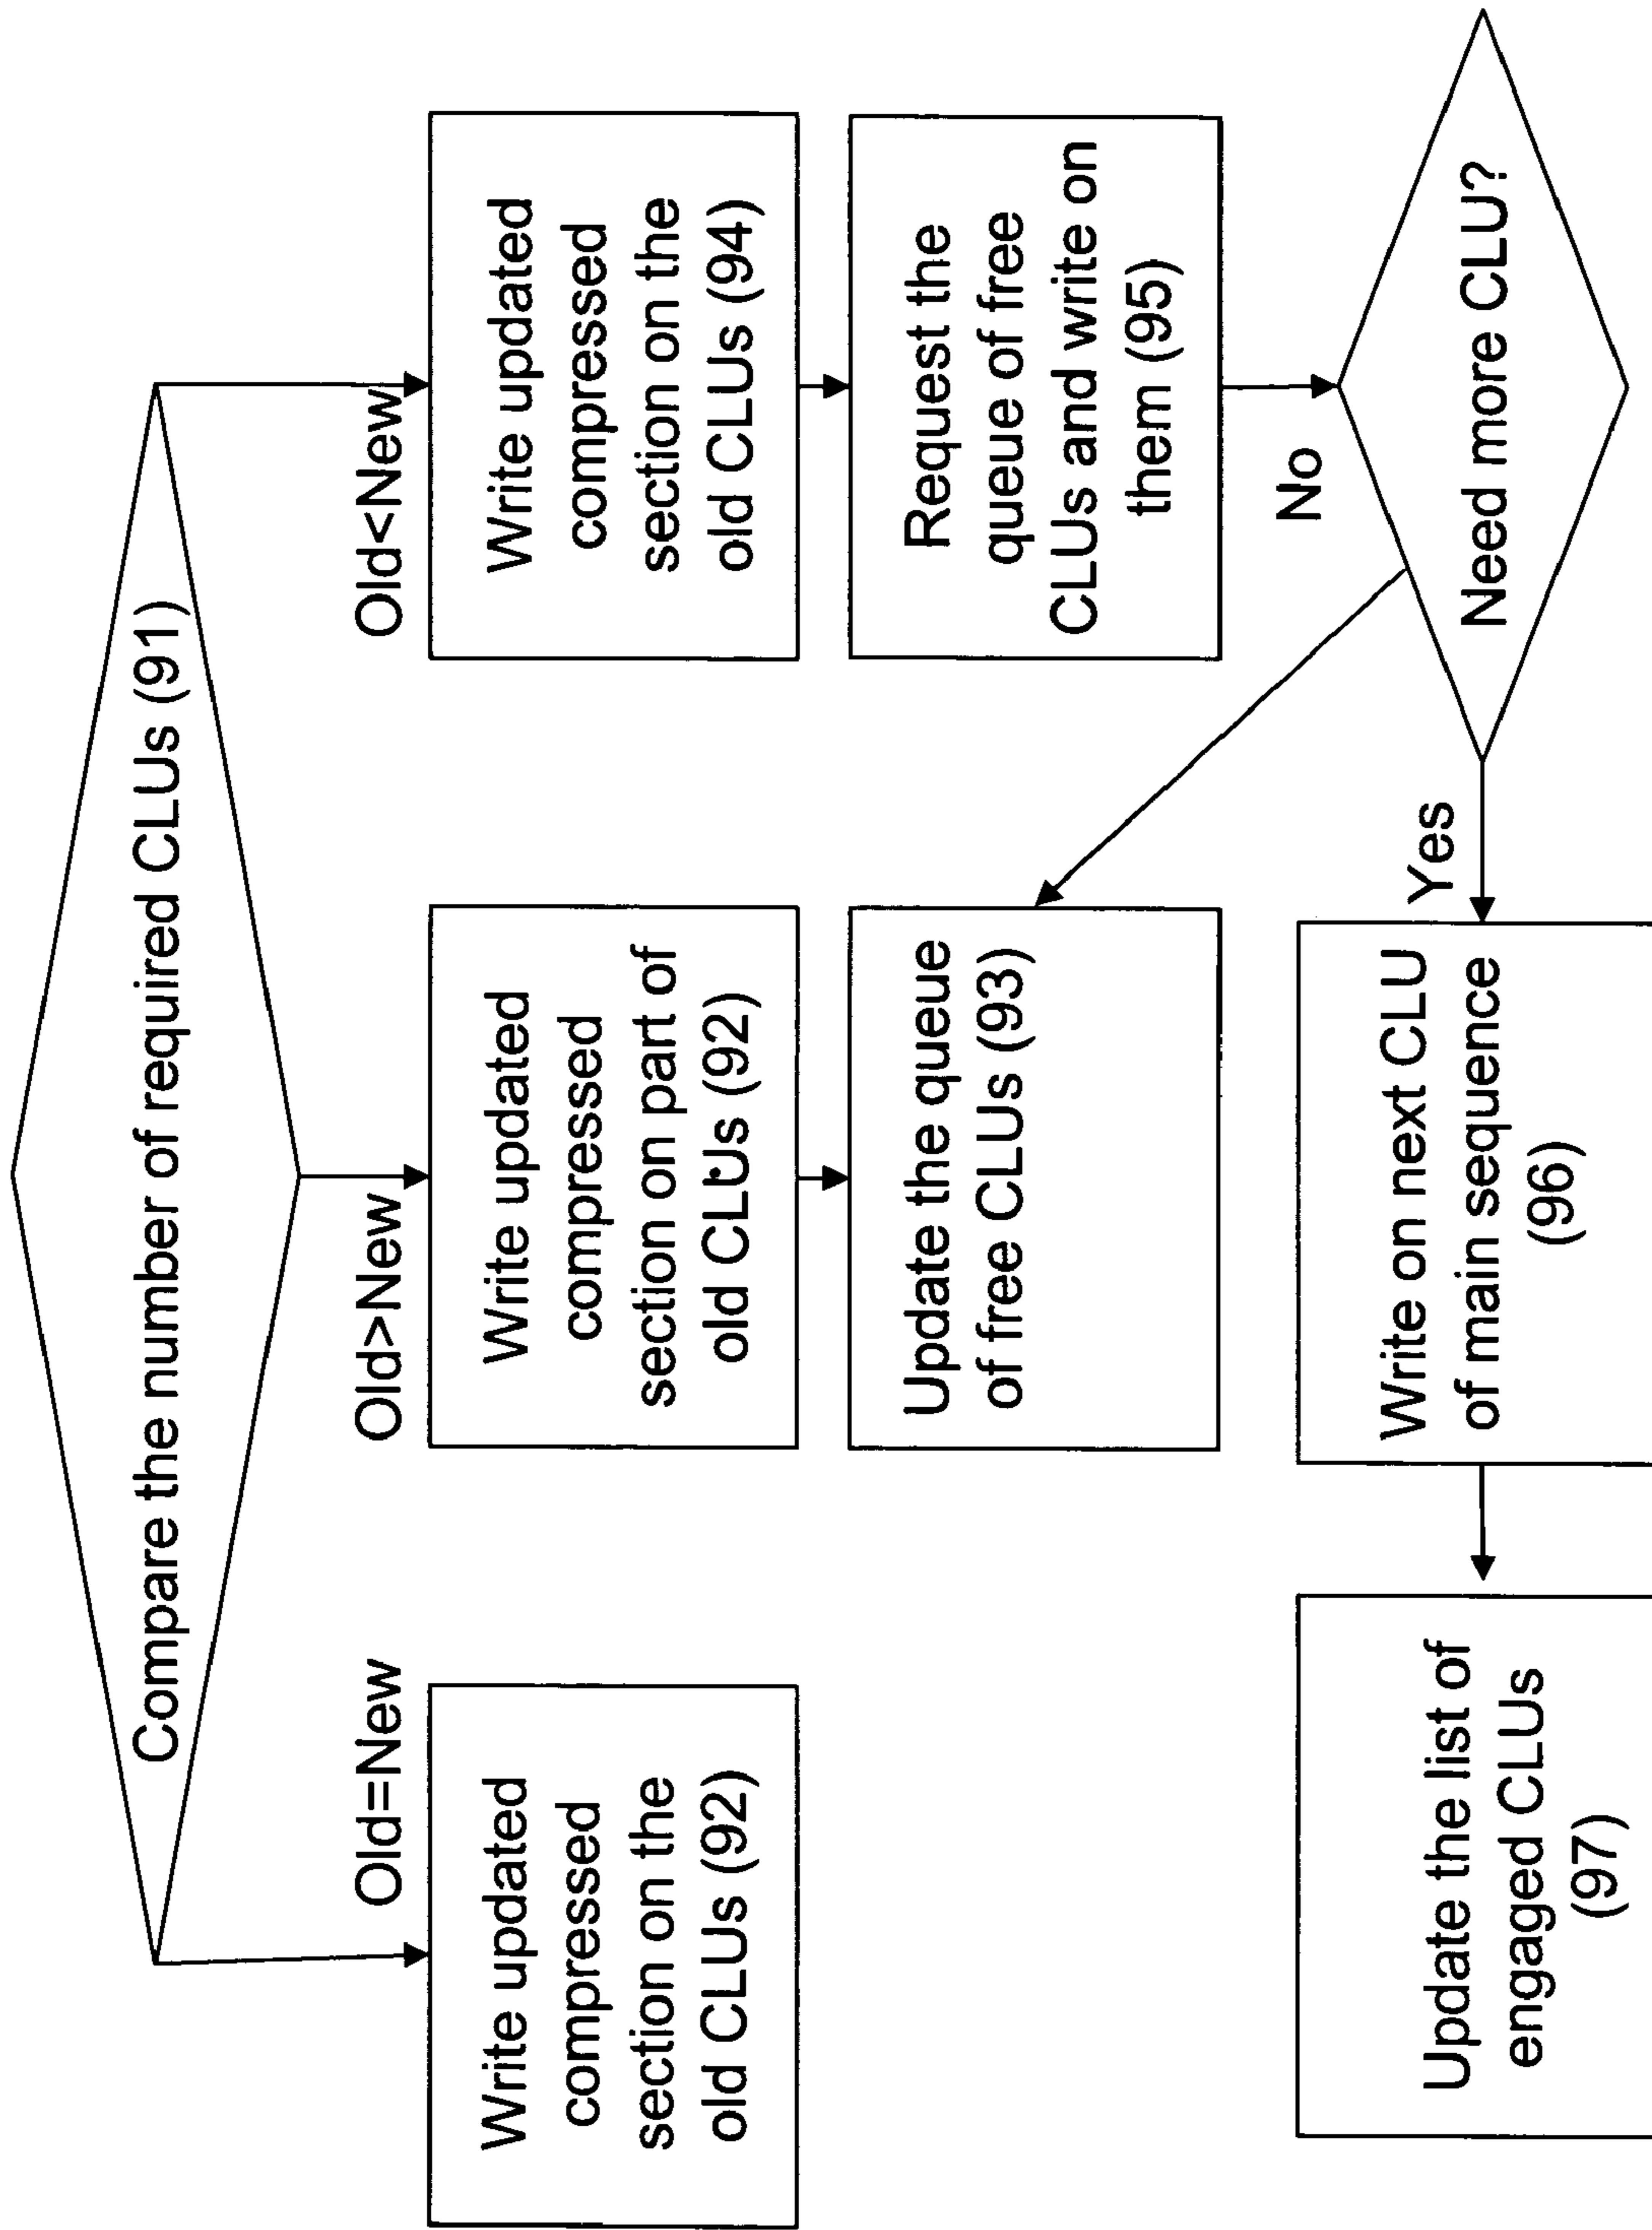 Compare the number of required CLUs (91)
Old=New
Old>New
Old<New
Write updated
compressed
section on the
old CLUs (92)
Write updated
compressed
section on part of
old CLUs (92)
Write updated
compressed
section on the
old CLUs (94)
Update the queue
of free CLUs (93)
Request the
queue of free
CLUs and write on
them (95)
No
Need more CLU?
Yes
Write on next CLU
of main sequence
(96)
Update the list of
engaged CLUs
(97)